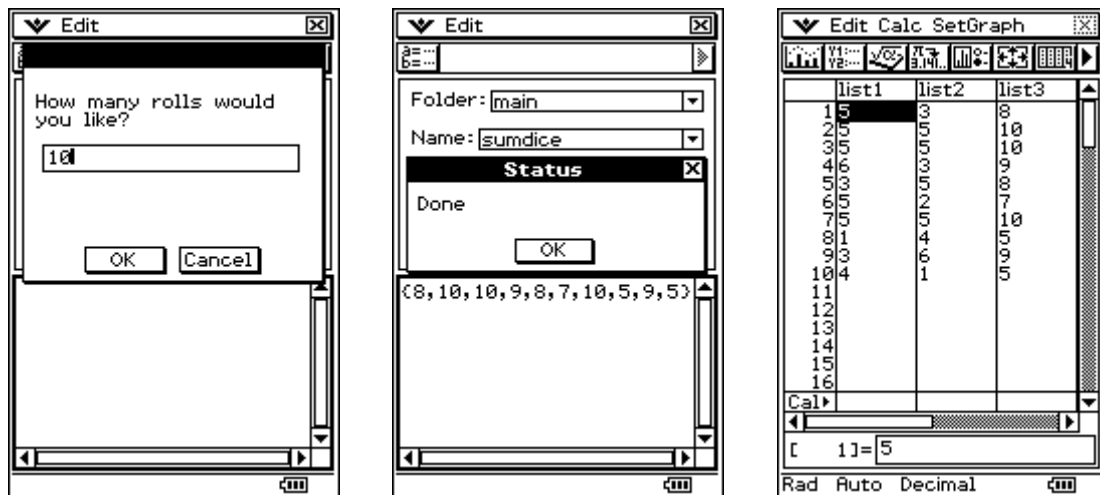 Edit
How many rolls would
you like?
10
OK Cancel
Edit
a=
b=
Folder: main
Name: sumdice
Status
Done
OK
{8,10,10,9,8,7,10,5,9,5}
Edit Calc SetGraph
list1 list2 list3
1 5 3 8
2 5 5 10
3 5 5 10
4 6 3 9
5 3 5 8
6 5 2 7
7 5 5 10
8 1 4 5
9 3 6 9
10 4 1 5
11
12
13
14
15
16
Cal
[ 1]= 5
Rad Auto Decimal